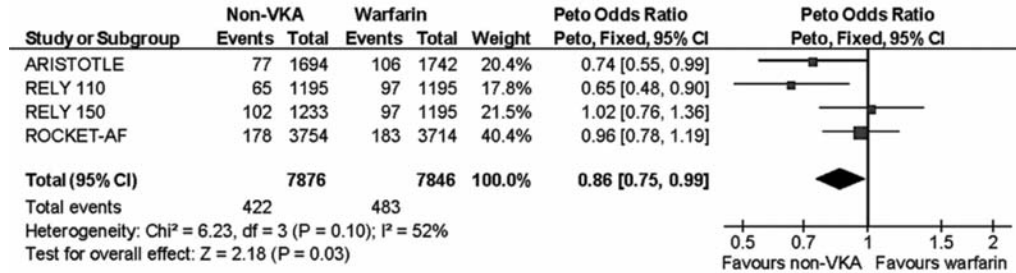 Non-VKA Warfarin Peto Odds Ratio Peto Odds Ratio
Study or Subgroup Events Total Events Total Weight Peto, Fixed, 95% CI Peto, Fixed, 95% CI
ARISTOTLE 77 1694 106 1742 20.4% 0.74 [0.55, 0.99]
RELY 110 65 1195 97 1195 17.8% 0.65 [0.48, 0.90]
RELY 150 102 1233 97 1195 21.5% 1.02 [0.76, 1.36]
ROCKET-AF 178 3754 183 3714 40.4% 0.96 [0.78, 1.19]
Total (95% CI) 7876 7846 100.0% 0.86 [0.75, 0.99]
Total events 422 483
Heterogeneity: Chi² = 6.23, df = 3 (P = 0.10); I² = 52%
Test for overall effect: Z = 2.18 (P = 0.03)
0.5 0.7 1 1.5 2
Favours non-VKA Favours warfarin